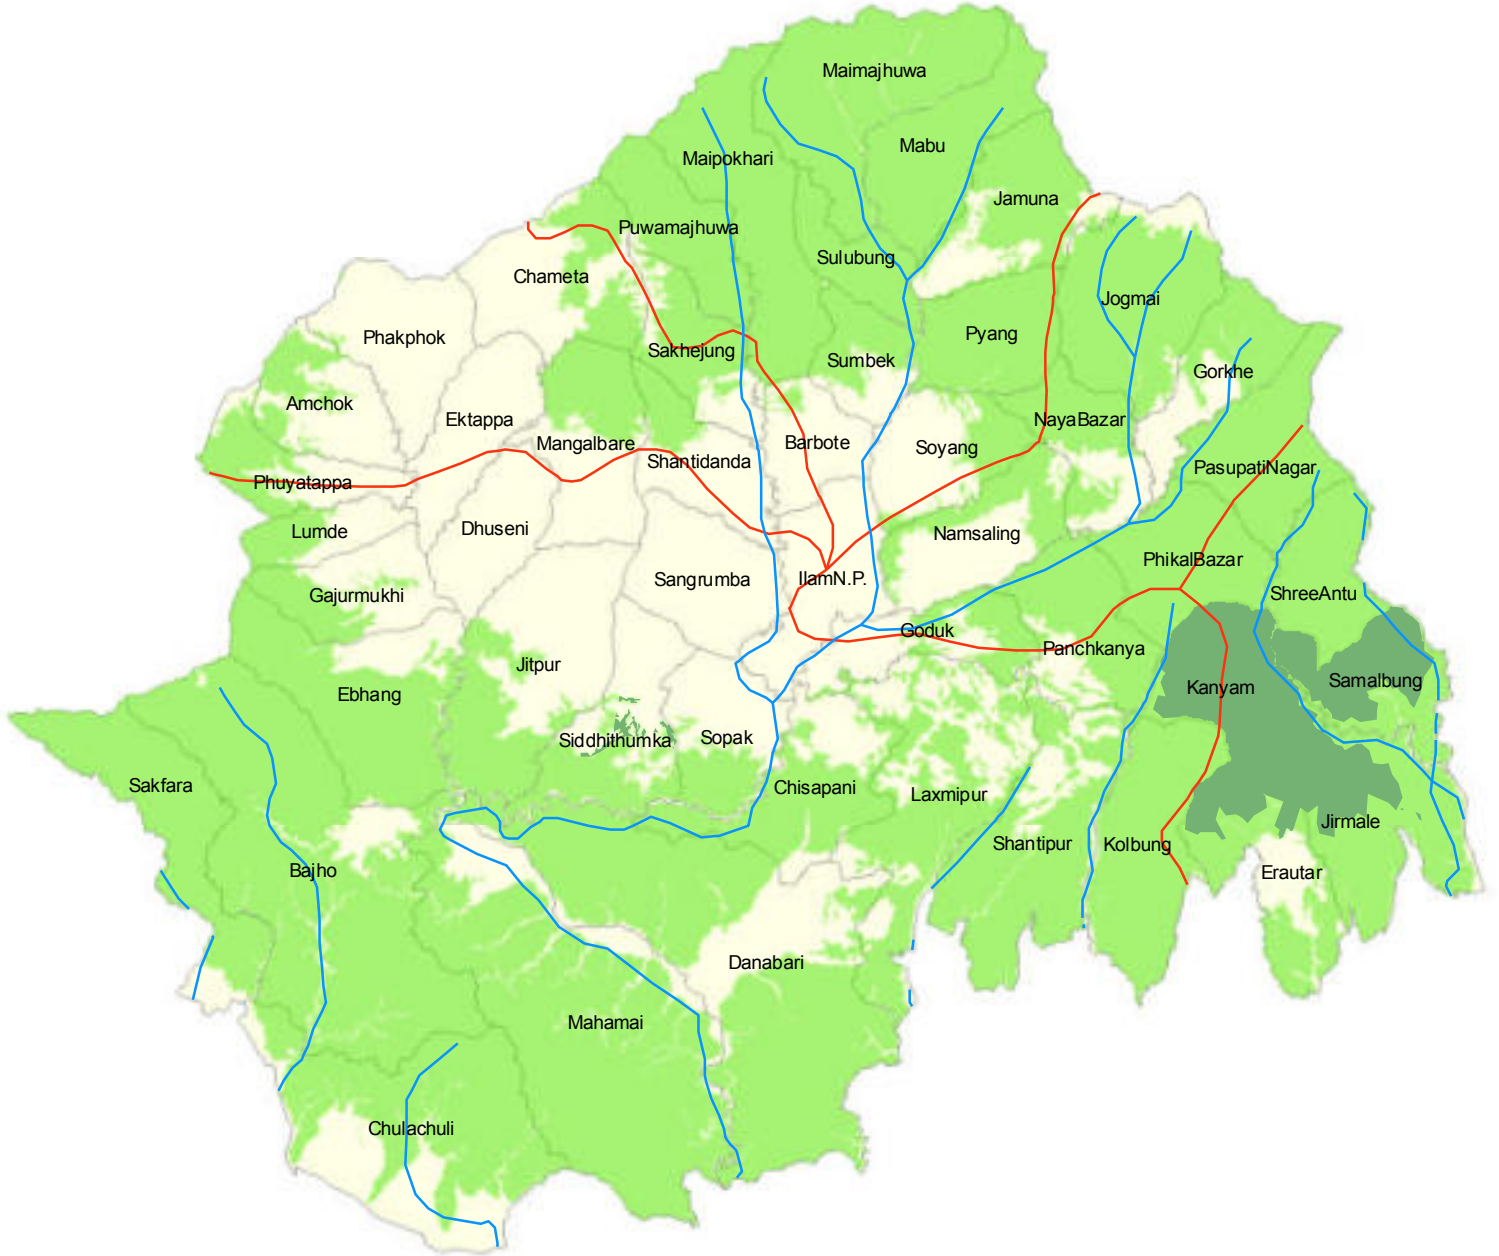 Maimajhuwa
Mabu
Maipokhari
Jamuna
Puwamajhuwa
Sulubung
Chameta
Jogmai
Phakphok
Pyang
Sakhejung
Sumbek
Gorkhe
Amchok
Ektappa
NayaBazar
Mangalbare
Barbote
Soyang
Shantidanda
PasupatiNagar
Phuyatappa
Lumde
Dhuseni
Namsaling
PhikalBazar
Sangrumba
IlamN.P.
ShreeAntu
Gajurmukhi
Goduk
Panchkanya
Jitpur
Samalbung
Kanyam
Ebhang
Siddhithumka
Sopak
Sakfara
Chisapani
Laxmipur
Jirmale
Shantipur
Kolbung
Bajho
Erautar
Danabari
Mahamai
Chulachuli